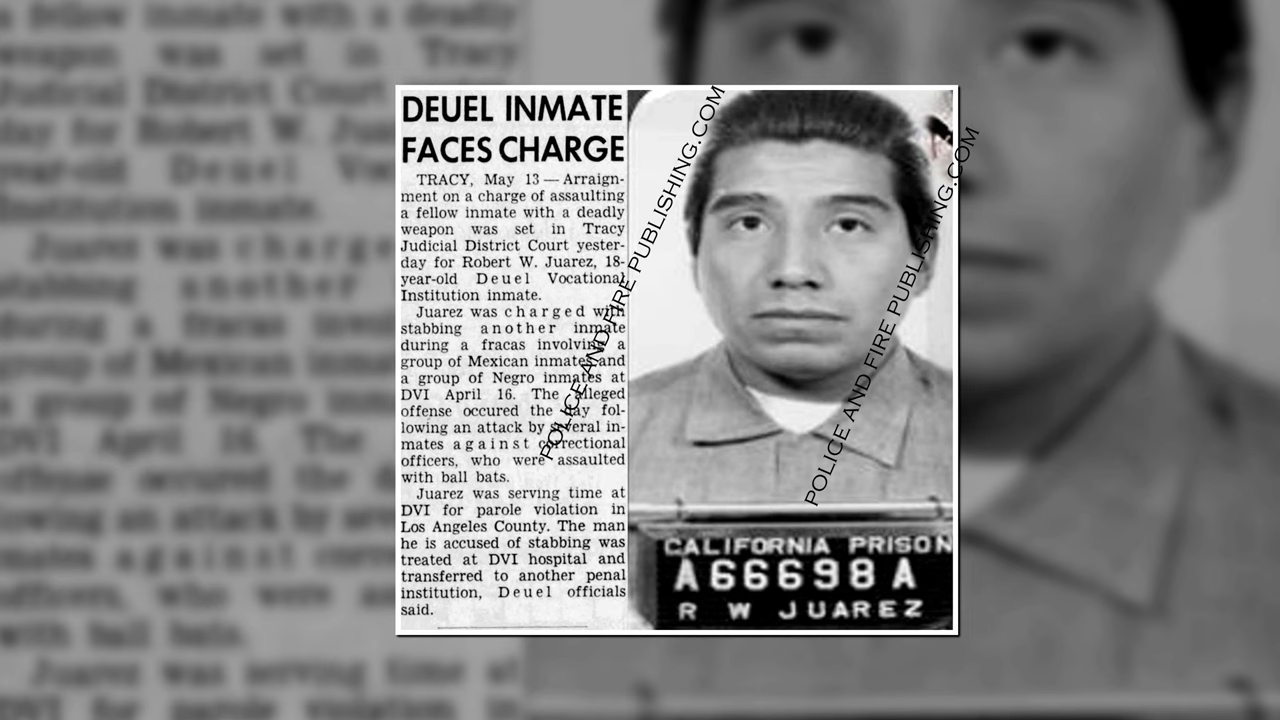 DEUEL INMATE
FACES CHARGE
TRACY, May 13 — Arraign-
ment on a charge of assaulting
a fellow inmate with a deadly
weapon was set in Tracy
Judicial District Court yester-
day for Robert W. Juarez, 18-
year-old Deuel Vocational
Institution inmate.
Juarez was charged with
stabbing another inmate
during a fracas involving a
group of Mexican inmates and
a group of Negro inmates at
DVI April 16. The alleged
offense occured the day fol-
lowing an attack by several in-
mates against correctional
officers, who were assaulted
with ball bats.
Juarez was serving time at
DVI for parole violation in
Los Angeles County. The man
he is accused of stabbing was
treated at DVI hospital and
transferred to another penal
institution, Deuel officials
said.
POLICE AND FIRE PUBLISHING.COM
POLICE AND FIRE PUBLISHING.COM
CALIFORNIA PRISON
A66698A
R W JUAREZ